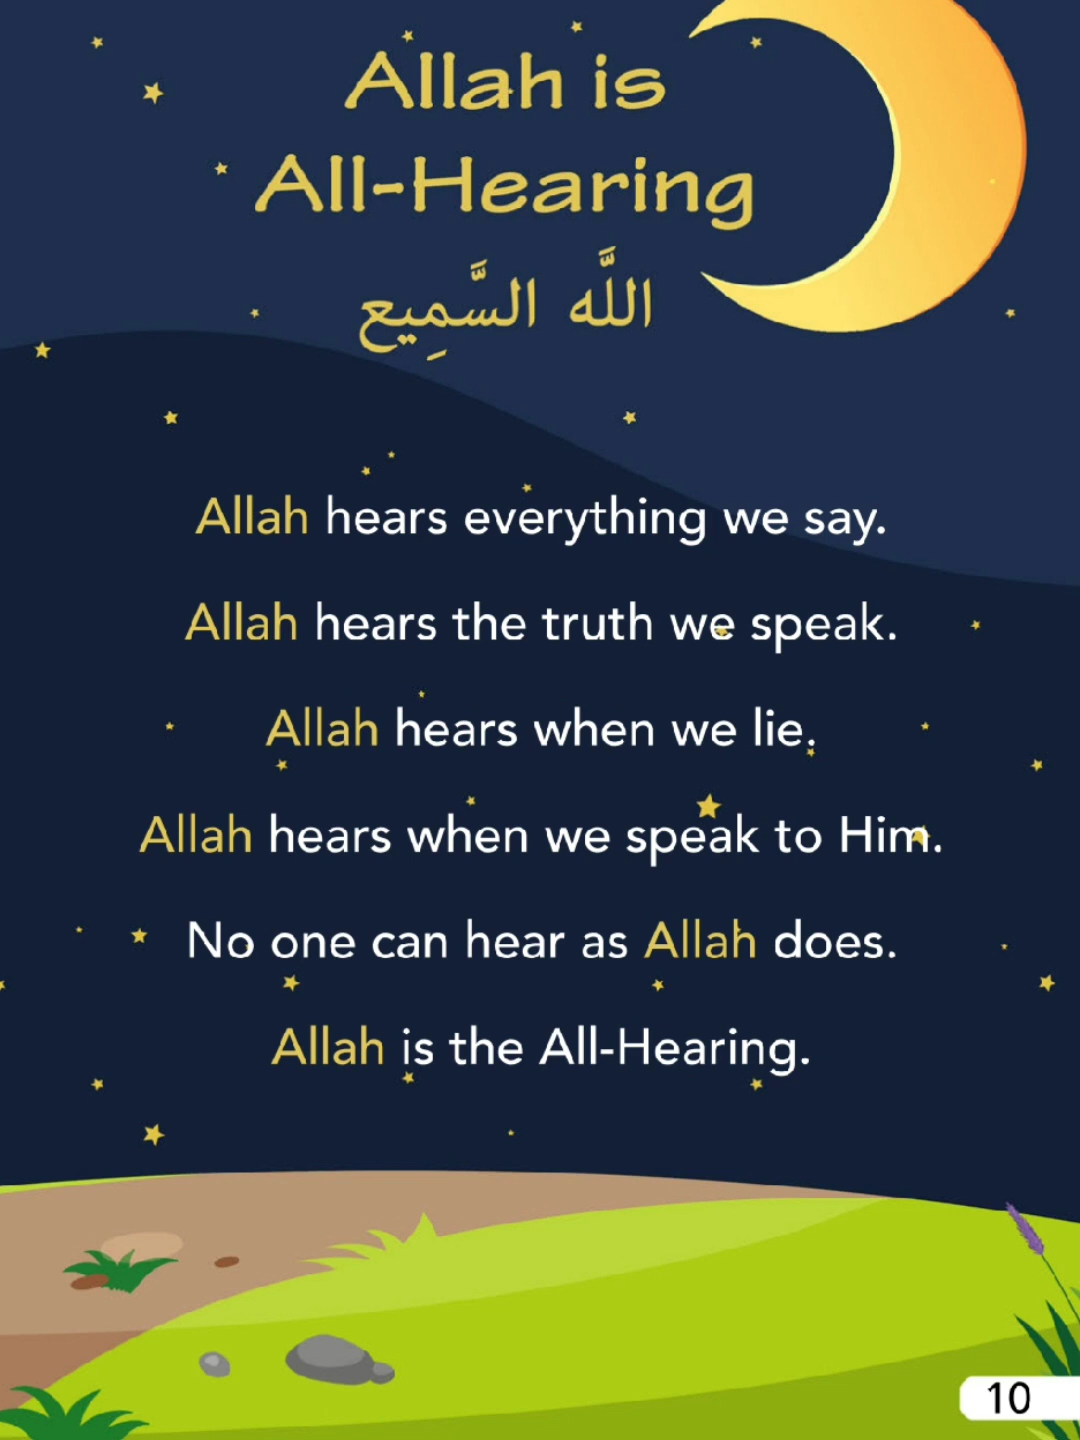 Allah is
All-Hearing
اللَّه السَّمِيع
Allah hears everything we say.
Allah hears the truth we speak.
Allah hears when we lie.
Allah hears when we speak to Him.
No one can hear as Allah does.
Allah is the All-Hearing.
10